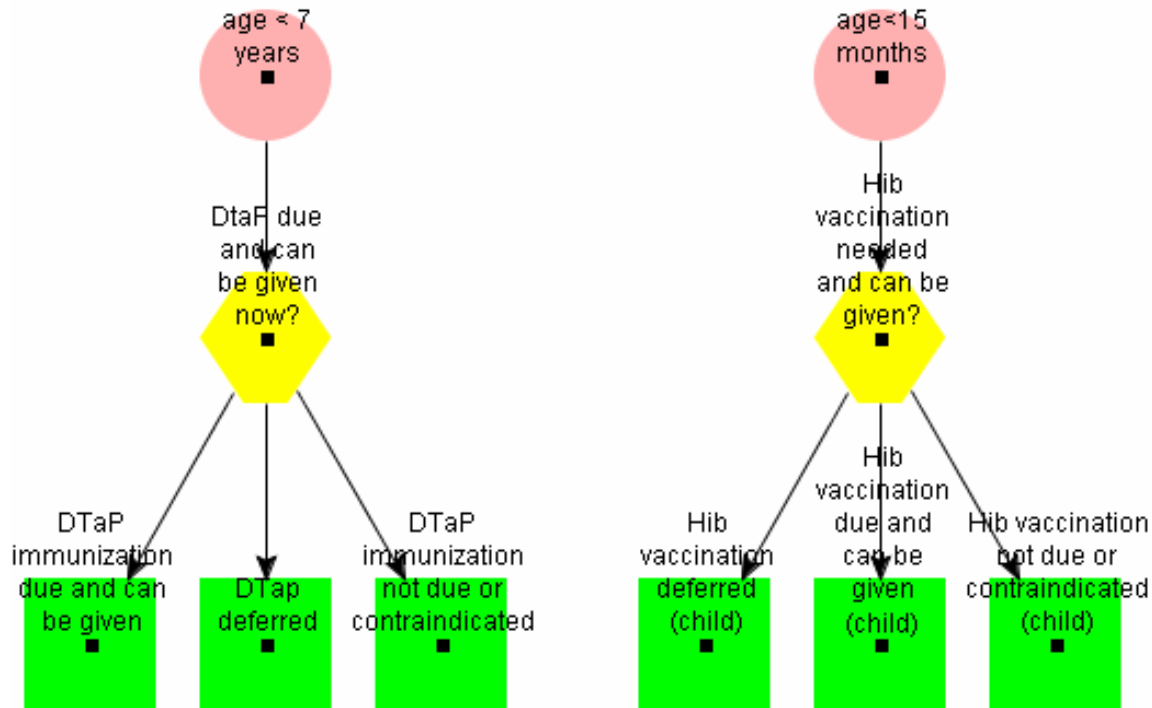 age < 7
years
DtaP due
and can
be given
now?
DTaP
immunization
due and can
be given
DTap
deferred
DTaP
immunization
not due or
contraindicated
age<15
months
Hib
vaccination
needed
and can be
given?
Hib
vaccination
deferred
(child)
Hib
vaccination
due and
can be
given
(child)
Hib vaccination
not due or
contraindicated
(child)